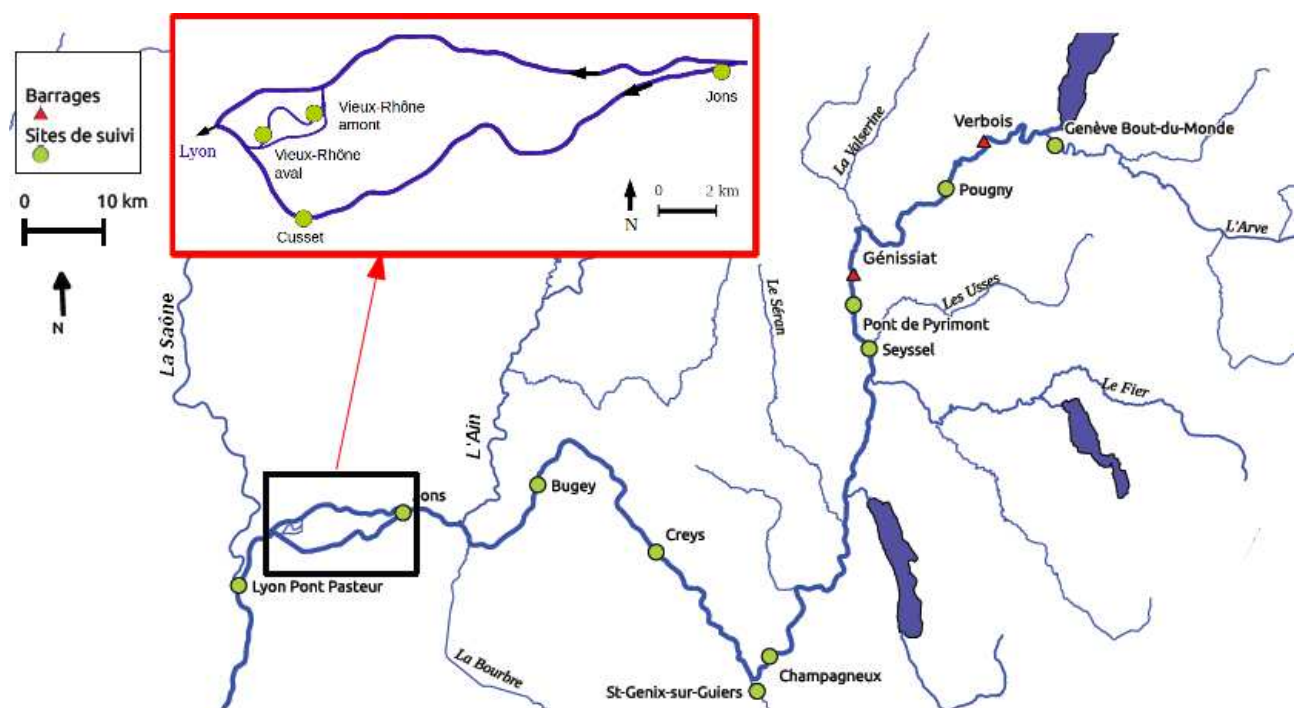 Barrages
Sites de suivi
0 10 km
N
Jons
Vieux-Rhône
amont
Lyon
Vieux-Rhône
aval
Cusset
0 2 km
N
La Valserine
Verbois
Genève Bout-du-Monde
Pougny
L'Arve
Génissiat
Les Usses
Pont de Pyrimont
Seyssel
Le Fier
Le Séran
La Saône
L'Ain
Jons
Bugey
Creys
Lyon Pont Pasteur
La Bourbre
Champagneux
St-Genix-sur-Guiers